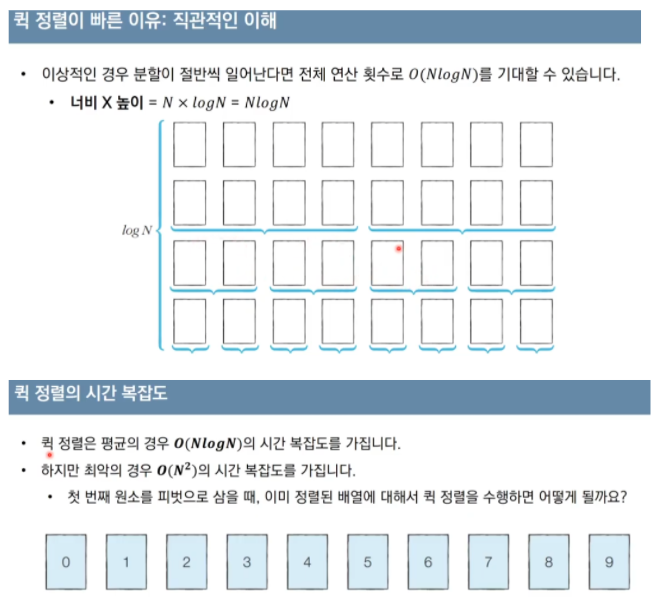 퀵 정렬이 빠른 이유: 직관적인 이해
• 이상적인 경우 분할이 절반씩 일어난다면 전체 연산 횟수로 O(NlogN)를 기대할 수 있습니다.
• 너비 X 높이 = N × logN = NlogN
log N
퀵 정렬의 시간 복잡도
• 퀵 정렬은 평균의 경우 O(NlogN)의 시간 복잡도를 가집니다.
• 하지만 최악의 경우 O(N²)의 시간 복잡도를 가집니다.
• 첫 번째 원소를 피벗으로 삼을 때, 이미 정렬된 배열에 대해서 퀵 정렬을 수행하면 어떻게 될까요?
0 1 2 3 4 5 6 7 8 9